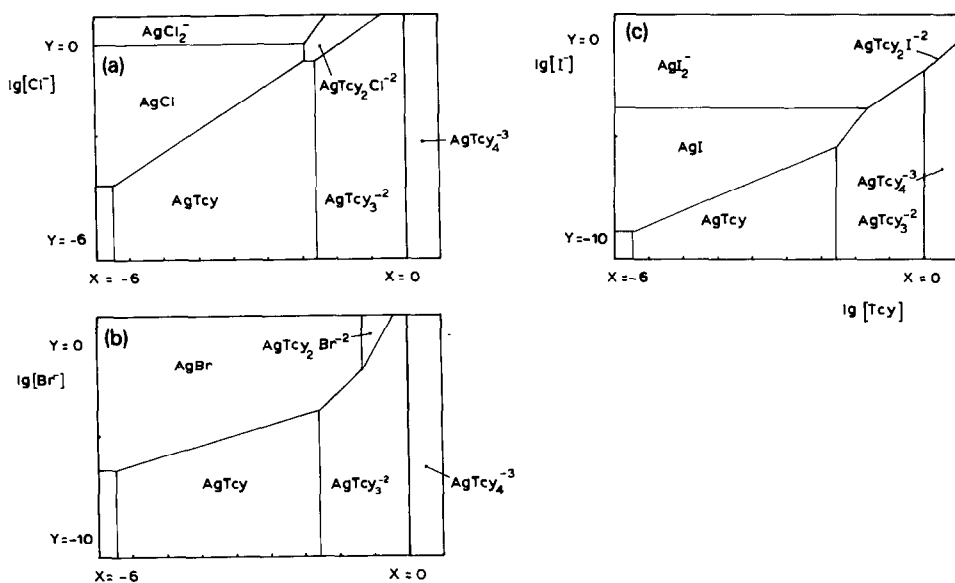 (a)
Y=0
lg[Cl⁻]
Y=-6
AgCl₂⁻
AgCl
AgTcy₂Cl⁻²
AgTcy
AgTcy₃⁻²
AgTcy₄⁻³
X=-6
X=0
(b)
Y=0
lg[Br⁻]
Y=-10
AgBr
AgTcy₂Br⁻²
AgTcy
AgTcy₃⁻²
AgTcy₄⁻³
X=-6
X=0
(c)
Y=0
lg[I⁻]
Y=-10
AgI₂⁻
AgTcy₂I⁻²
AgI
AgTcy₄⁻³
AgTcy
AgTcy₃⁻²
X=-6
X=0
lg[Tcy]